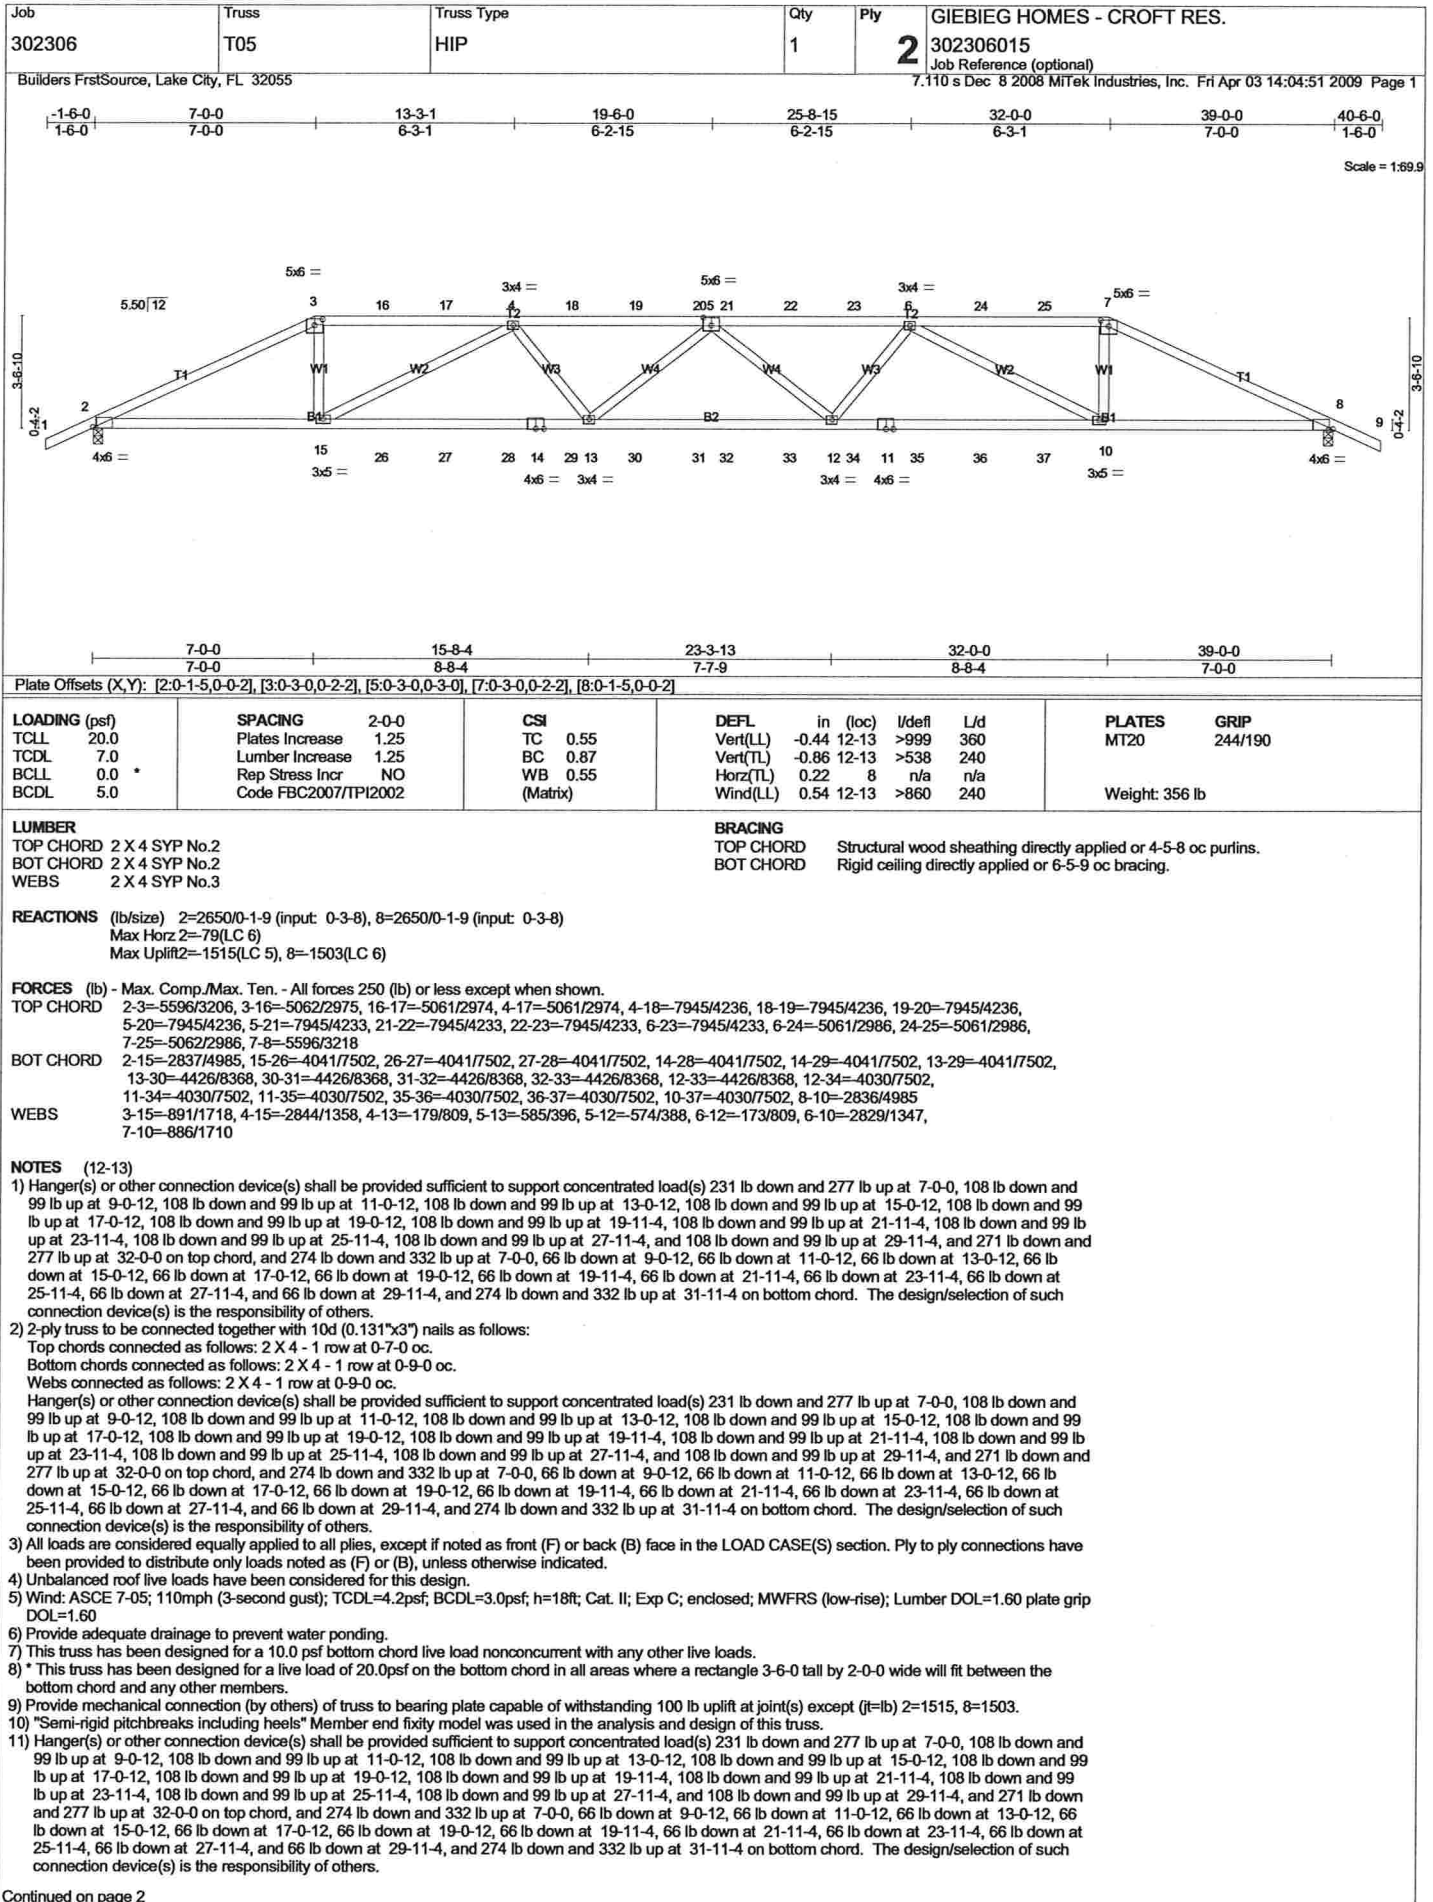 Job Truss Truss Type Qty Ply GIEBIEG HOMES - CROFT RES.
302306 T05 HIP 1 2 302306015
Job Reference (optional)
Builders FrstSource, Lake City, FL 32055 7.110 s Dec 8 2008 MiTek Industries, Inc. Fri Apr 03 14:04:51 2009 Page 1
-1-6-0 7-0-0 13-3-1 19-6-0 25-8-15 32-0-0 39-0-0 40-6-0
1-6-0 7-0-0 6-3-1 6-2-15 6-2-15 6-3-1 7-0-0 1-6-0
Scale = 1:69.9
5x6 = 3x4 = 5x6 = 3x4 = 5x6 =
5.50 12 3 16 17 4 18 19 205 21 22 23 6 24 25 7
T2 T2
3-6-10 T1 W1 W2 W3 W4 W4 W3 W2 W1 T1 3-6-10
0-4-2 1 2 B1 B2 B1 8 9 0-4-2
4x6 = 15 26 27 28 14 29 13 30 31 32 33 12 34 11 35 36 37 10 4x6 =
3x5 = 4x6 = 3x4 = 3x4 = 4x6 = 3x5 =
7-0-0 15-8-4 23-3-13 32-0-0 39-0-0
7-0-0 8-8-4 7-7-9 8-8-4 7-0-0
Plate Offsets (X,Y): [2:0-1-5,0-0-2], [3:0-3-0,0-2-2], [5:0-3-0,0-3-0], [7:0-3-0,0-2-2], [8:0-1-5,0-0-2]
LOADING (psf) SPACING 2-0-0 CSI DEFL in (loc) l/defl L/d PLATES GRIP
TCLL 20.0 Plates Increase 1.25 TC 0.55 Vert(LL) -0.44 12-13 >999 360 MT20 244/190
TCDL 7.0 Lumber Increase 1.25 BC 0.87 Vert(TL) -0.86 12-13 >538 240
BCLL 0.0 * Rep Stress Incr NO WB 0.55 Horz(TL) 0.22 8 n/a n/a
BCDL 5.0 Code FBC2007/TPI2002 (Matrix) Wind(LL) 0.54 12-13 >860 240 Weight: 356 lb
LUMBER BRACING
TOP CHORD 2 X 4 SYP No.2 TOP CHORD Structural wood sheathing directly applied or 4-5-8 oc purlins.
BOT CHORD 2 X 4 SYP No.2 BOT CHORD Rigid ceiling directly applied or 6-5-9 oc bracing.
WEBS 2 X 4 SYP No.3
REACTIONS (lb/size) 2=2650/0-1-9 (input: 0-3-8), 8=2650/0-1-9 (input: 0-3-8)
Max Horz 2=-79(LC 6)
Max Uplift2=-1515(LC 5), 8=-1503(LC 6)
FORCES (lb) - Max. Comp./Max. Ten. - All forces 250 (lb) or less except when shown.
TOP CHORD 2-3=-5596/3206, 3-16=-5062/2975, 16-17=-5061/2974, 4-17=-5061/2974, 4-18=-7945/4236, 18-19=-7945/4236, 19-20=-7945/4236,
5-20=-7945/4236, 5-21=-7945/4233, 21-22=-7945/4233, 22-23=-7945/4233, 6-23=-7945/4233, 6-24=-5061/2986, 24-25=-5061/2986,
7-25=-5062/2986, 7-8=-5596/3218
BOT CHORD 2-15=-2837/4985, 15-26=-4041/7502, 26-27=-4041/7502, 27-28=-4041/7502, 14-28=-4041/7502, 14-29=-4041/7502, 13-29=-4041/7502,
13-30=-4426/8368, 30-31=-4426/8368, 31-32=-4426/8368, 32-33=-4426/8368, 12-33=-4426/8368, 12-34=-4030/7502,
11-34=-4030/7502, 11-35=-4030/7502, 35-36=-4030/7502, 36-37=-4030/7502, 10-37=-4030/7502, 8-10=-2836/4985
WEBS 3-15=-891/1718, 4-15=-2844/1358, 4-13=-179/809, 5-13=-585/396, 5-12=-574/388, 6-12=-173/809, 6-10=-2829/1347,
7-10=-886/1710
NOTES (12-13)
1) Hanger(s) or other connection device(s) shall be provided sufficient to support concentrated load(s) 231 lb down and 277 lb up at 7-0-0, 108 lb down and
99 lb up at 9-0-12, 108 lb down and 99 lb up at 11-0-12, 108 lb down and 99 lb up at 13-0-12, 108 lb down and 99 lb up at 15-0-12, 108 lb down and 99
lb up at 17-0-12, 108 lb down and 99 lb up at 19-0-12, 108 lb down and 99 lb up at 19-11-4, 108 lb down and 99 lb up at 21-11-4, 108 lb down and 99 lb
up at 23-11-4, 108 lb down and 99 lb up at 25-11-4, 108 lb down and 99 lb up at 27-11-4, and 108 lb down and 99 lb up at 29-11-4, and 271 lb down and
277 lb up at 32-0-0 on top chord, and 274 lb down and 332 lb up at 7-0-0, 66 lb down at 9-0-12, 66 lb down at 11-0-12, 66 lb down at 13-0-12, 66 lb
down at 15-0-12, 66 lb down at 17-0-12, 66 lb down at 19-0-12, 66 lb down at 19-11-4, 66 lb down at 21-11-4, 66 lb down at 23-11-4, 66 lb down at
25-11-4, 66 lb down at 27-11-4, and 66 lb down at 29-11-4, and 274 lb down and 332 lb up at 31-11-4 on bottom chord. The design/selection of such
connection device(s) is the responsibility of others.
2) 2-ply truss to be connected together with 10d (0.131"x3") nails as follows:
Top chords connected as follows: 2 X 4 - 1 row at 0-7-0 oc.
Bottom chords connected as follows: 2 X 4 - 1 row at 0-9-0 oc.
Webs connected as follows: 2 X 4 - 1 row at 0-9-0 oc.
Hanger(s) or other connection device(s) shall be provided sufficient to support concentrated load(s) 231 lb down and 277 lb up at 7-0-0, 108 lb down and
99 lb up at 9-0-12, 108 lb down and 99 lb up at 11-0-12, 108 lb down and 99 lb up at 13-0-12, 108 lb down and 99 lb up at 15-0-12, 108 lb down and 99
lb up at 17-0-12, 108 lb down and 99 lb up at 19-0-12, 108 lb down and 99 lb up at 19-11-4, 108 lb down and 99 lb up at 21-11-4, 108 lb down and 99 lb
up at 23-11-4, 108 lb down and 99 lb up at 25-11-4, 108 lb down and 99 lb up at 27-11-4, and 108 lb down and 99 lb up at 29-11-4, and 271 lb down and
277 lb up at 32-0-0 on top chord, and 274 lb down and 332 lb up at 7-0-0, 66 lb down at 9-0-12, 66 lb down at 11-0-12, 66 lb down at 13-0-12, 66 lb
down at 15-0-12, 66 lb down at 17-0-12, 66 lb down at 19-0-12, 66 lb down at 19-11-4, 66 lb down at 21-11-4, 66 lb down at 23-11-4, 66 lb down at
25-11-4, 66 lb down at 27-11-4, and 66 lb down at 29-11-4, and 274 lb down and 332 lb up at 31-11-4 on bottom chord. The design/selection of such
connection device(s) is the responsibility of others.
3) All loads are considered equally applied to all plies, except if noted as front (F) or back (B) face in the LOAD CASE(S) section. Ply to ply connections have
been provided to distribute only loads noted as (F) or (B), unless otherwise indicated.
4) Unbalanced roof live loads have been considered for this design.
5) Wind: ASCE 7-05; 110mph (3-second gust); TCDL=4.2psf; BCDL=3.0psf; h=18ft; Cat. II; Exp C; enclosed; MWFRS (low-rise); Lumber DOL=1.60 plate grip
DOL=1.60
6) Provide adequate drainage to prevent water ponding.
7) This truss has been designed for a 10.0 psf bottom chord live load nonconcurrent with any other live loads.
8) * This truss has been designed for a live load of 20.0psf on the bottom chord in all areas where a rectangle 3-6-0 tall by 2-0-0 wide will fit between the
bottom chord and any other members.
9) Provide mechanical connection (by others) of truss to bearing plate capable of withstanding 100 lb uplift at joint(s) except (jt=lb) 2=1515, 8=1503.
10) "Semi-rigid pitchbreaks including heels" Member end fixity model was used in the analysis and design of this truss.
11) Hanger(s) or other connection device(s) shall be provided sufficient to support concentrated load(s) 231 lb down and 277 lb up at 7-0-0, 108 lb down and
99 lb up at 9-0-12, 108 lb down and 99 lb up at 11-0-12, 108 lb down and 99 lb up at 13-0-12, 108 lb down and 99 lb up at 15-0-12, 108 lb down and 99
lb up at 17-0-12, 108 lb down and 99 lb up at 19-0-12, 108 lb down and 99 lb up at 19-11-4, 108 lb down and 99 lb up at 21-11-4, 108 lb down and 99
lb up at 23-11-4, 108 lb down and 99 lb up at 25-11-4, 108 lb down and 99 lb up at 27-11-4, and 108 lb down and 99 lb up at 29-11-4, and 271 lb down
and 277 lb up at 32-0-0 on top chord, and 274 lb down and 332 lb up at 7-0-0, 66 lb down at 9-0-12, 66 lb down at 11-0-12, 66 lb down at 13-0-12, 66
lb down at 15-0-12, 66 lb down at 17-0-12, 66 lb down at 19-0-12, 66 lb down at 19-11-4, 66 lb down at 21-11-4, 66 lb down at 23-11-4, 66 lb down at
25-11-4, 66 lb down at 27-11-4, and 66 lb down at 29-11-4, and 274 lb down and 332 lb up at 31-11-4 on bottom chord. The design/selection of such
connection device(s) is the responsibility of others.
Continued on page 2